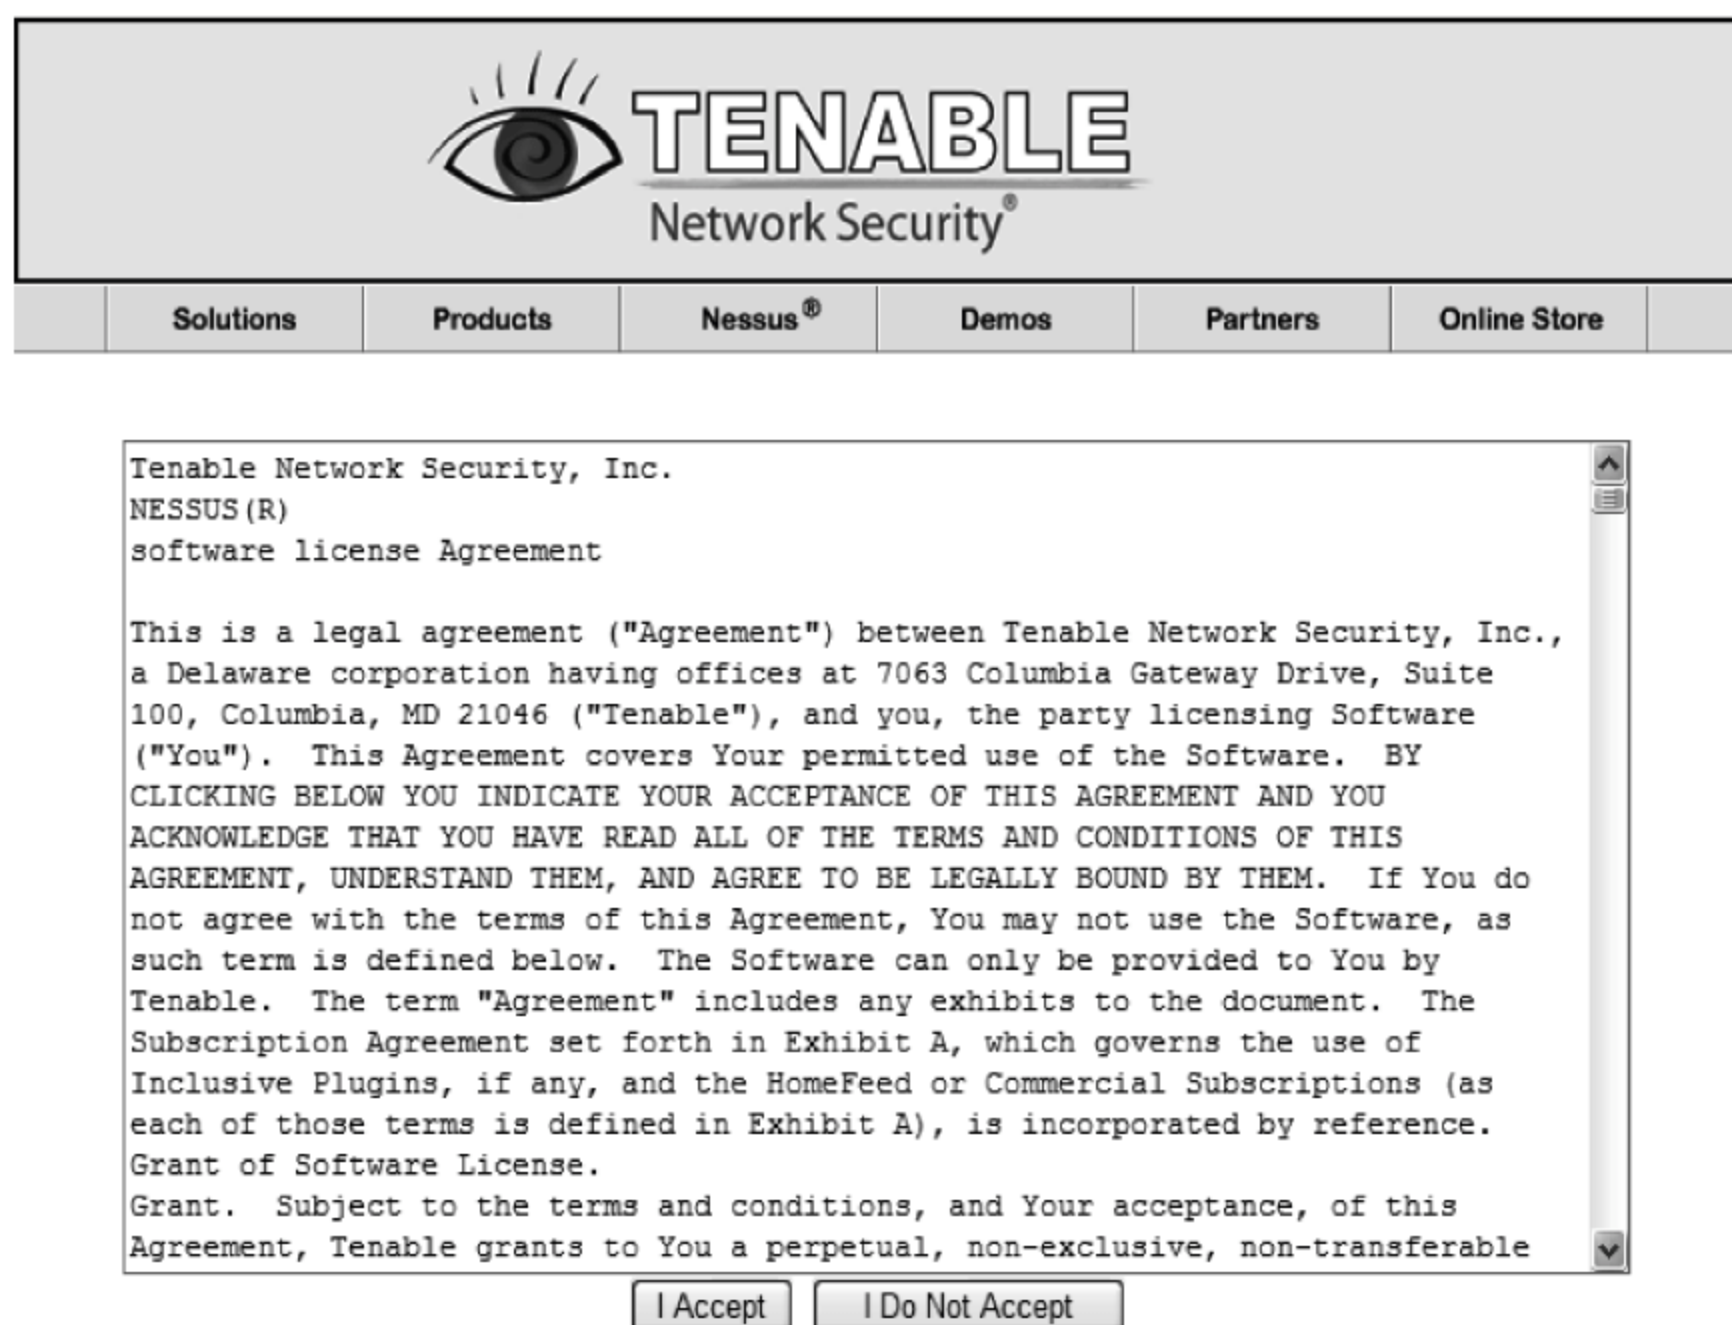 TENABLE
Network Security®
Solutions Products Nessus® Demos Partners Online Store
Tenable Network Security, Inc.
NESSUS(R)
software license Agreement
This is a legal agreement ("Agreement") between Tenable Network Security, Inc.,
a Delaware corporation having offices at 7063 Columbia Gateway Drive, Suite
100, Columbia, MD 21046 ("Tenable"), and you, the party licensing Software
("You").  This Agreement covers Your permitted use of the Software.  BY
CLICKING BELOW YOU INDICATE YOUR ACCEPTANCE OF THIS AGREEMENT AND YOU
ACKNOWLEDGE THAT YOU HAVE READ ALL OF THE TERMS AND CONDITIONS OF THIS
AGREEMENT, UNDERSTAND THEM, AND AGREE TO BE LEGALLY BOUND BY THEM.  If You do
not agree with the terms of this Agreement, You may not use the Software, as
such term is defined below.  The Software can only be provided to You by
Tenable.  The term "Agreement" includes any exhibits to the document.  The
Subscription Agreement set forth in Exhibit A, which governs the use of
Inclusive Plugins, if any, and the HomeFeed or Commercial Subscriptions (as
each of those terms is defined in Exhibit A), is incorporated by reference.
Grant of Software License.
Grant.  Subject to the terms and conditions, and Your acceptance, of this
Agreement, Tenable grants to You a perpetual, non-exclusive, non-transferable
I Accept I Do Not Accept